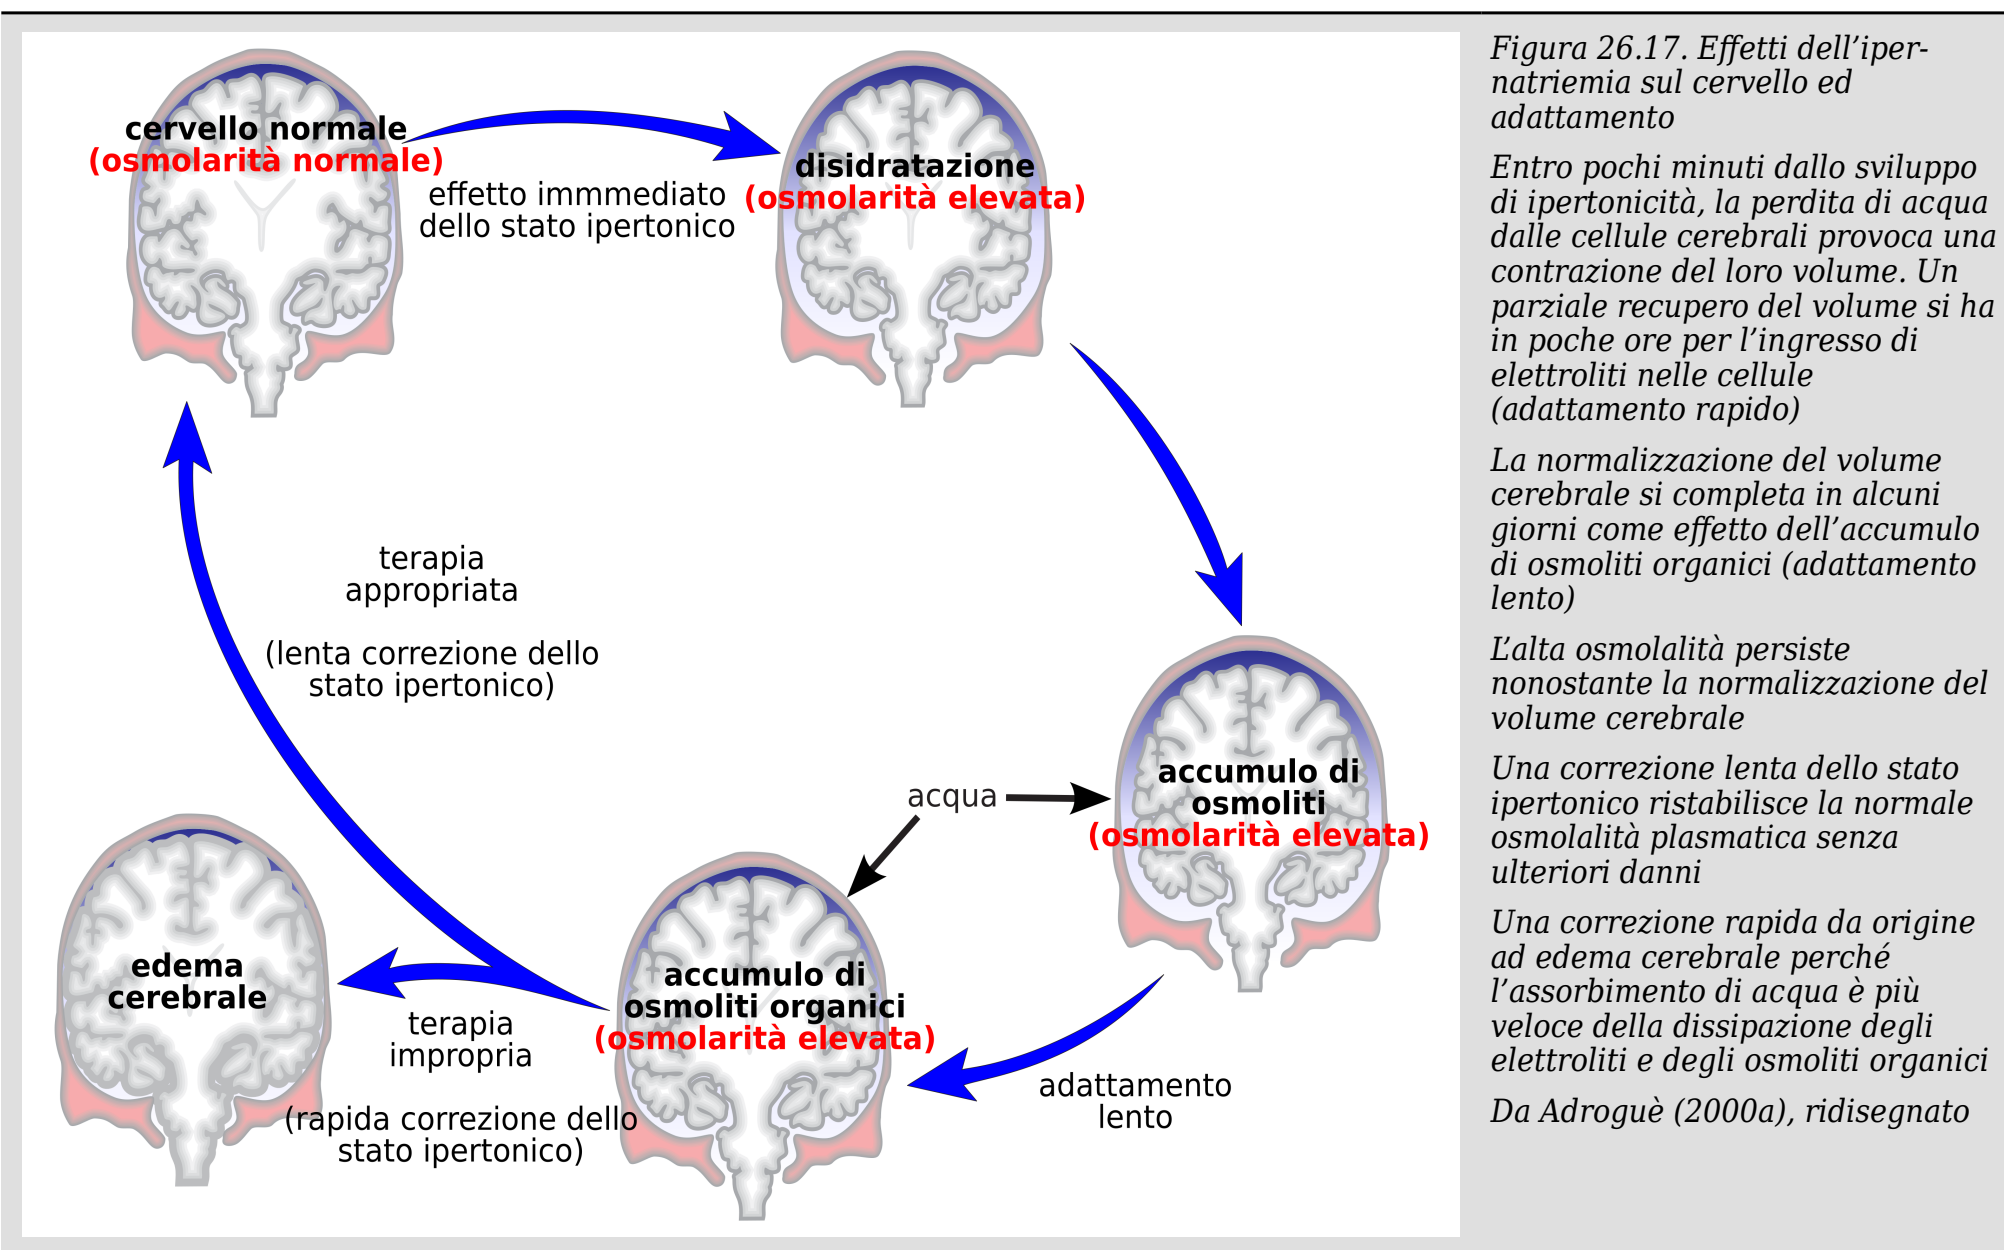 cervello normale
(osmolarità normale)
effetto immmediato
dello stato ipertonico
disidratazione
(osmolarità elevata)
terapia
appropriata
(lenta correzione dello
stato ipertonico)
acqua
accumulo di
osmoliti
(osmolarità elevata)
edema
cerebrale
accumulo di
osmoliti organici
(osmolarità elevata)
terapia
impropria
(rapida correzione dello
stato ipertonico)
adattamento
lento
Figura 26.17. Effetti dell’iper-
natriemia sul cervello ed
adattamento
Entro pochi minuti dallo sviluppo
di ipertonicità, la perdita di acqua
dalle cellule cerebrali provoca una
contrazione del loro volume. Un
parziale recupero del volume si ha
in poche ore per l’ingresso di
elettroliti nelle cellule
(adattamento rapido)
La normalizzazione del volume
cerebrale si completa in alcuni
giorni come effetto dell’accumulo
di osmoliti organici (adattamento
lento)
L’alta osmolalità persiste
nonostante la normalizzazione del
volume cerebrale
Una correzione lenta dello stato
ipertonico ristabilisce la normale
osmolalità plasmatica senza
ulteriori danni
Una correzione rapida da origine
ad edema cerebrale perché
l’assorbimento di acqua è più
veloce della dissipazione degli
elettroliti e degli osmoliti organici
Da Adroguè (2000a), ridisegnato